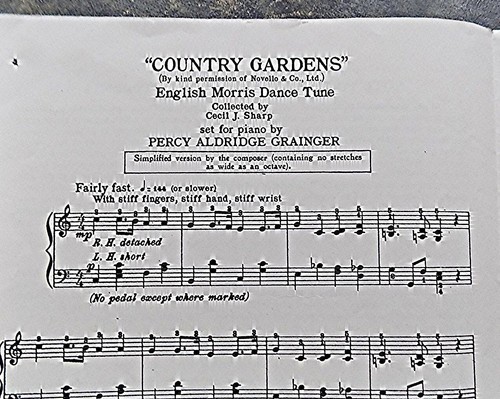 "COUNTRY GARDENS"
(By kind permission of Novello & Co., Ltd.)
English Morris Dance Tune
Collected by
Cecil J. Sharp
set for piano by
PERCY ALDRIDGE GRAINGER
Simplified version by the composer (containing no stretches
as wide as an octave).
Fairly fast. ♩= 144 (or slower)
With stiff fingers, stiff hand, stiff wrist
mp
R. H. detached
L. H. short
p
(No pedal except where marked)